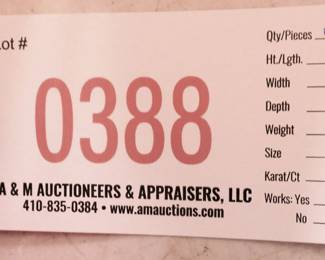 Lot #
0388
A & M AUCTIONEERS & APPRAISERS, LLC
410-835-0384 • www.amauctions.com
Qty/Pieces
Ht./Lgth.
Width
Depth
Weight
Size
Karat/Ct
Works: Yes
No